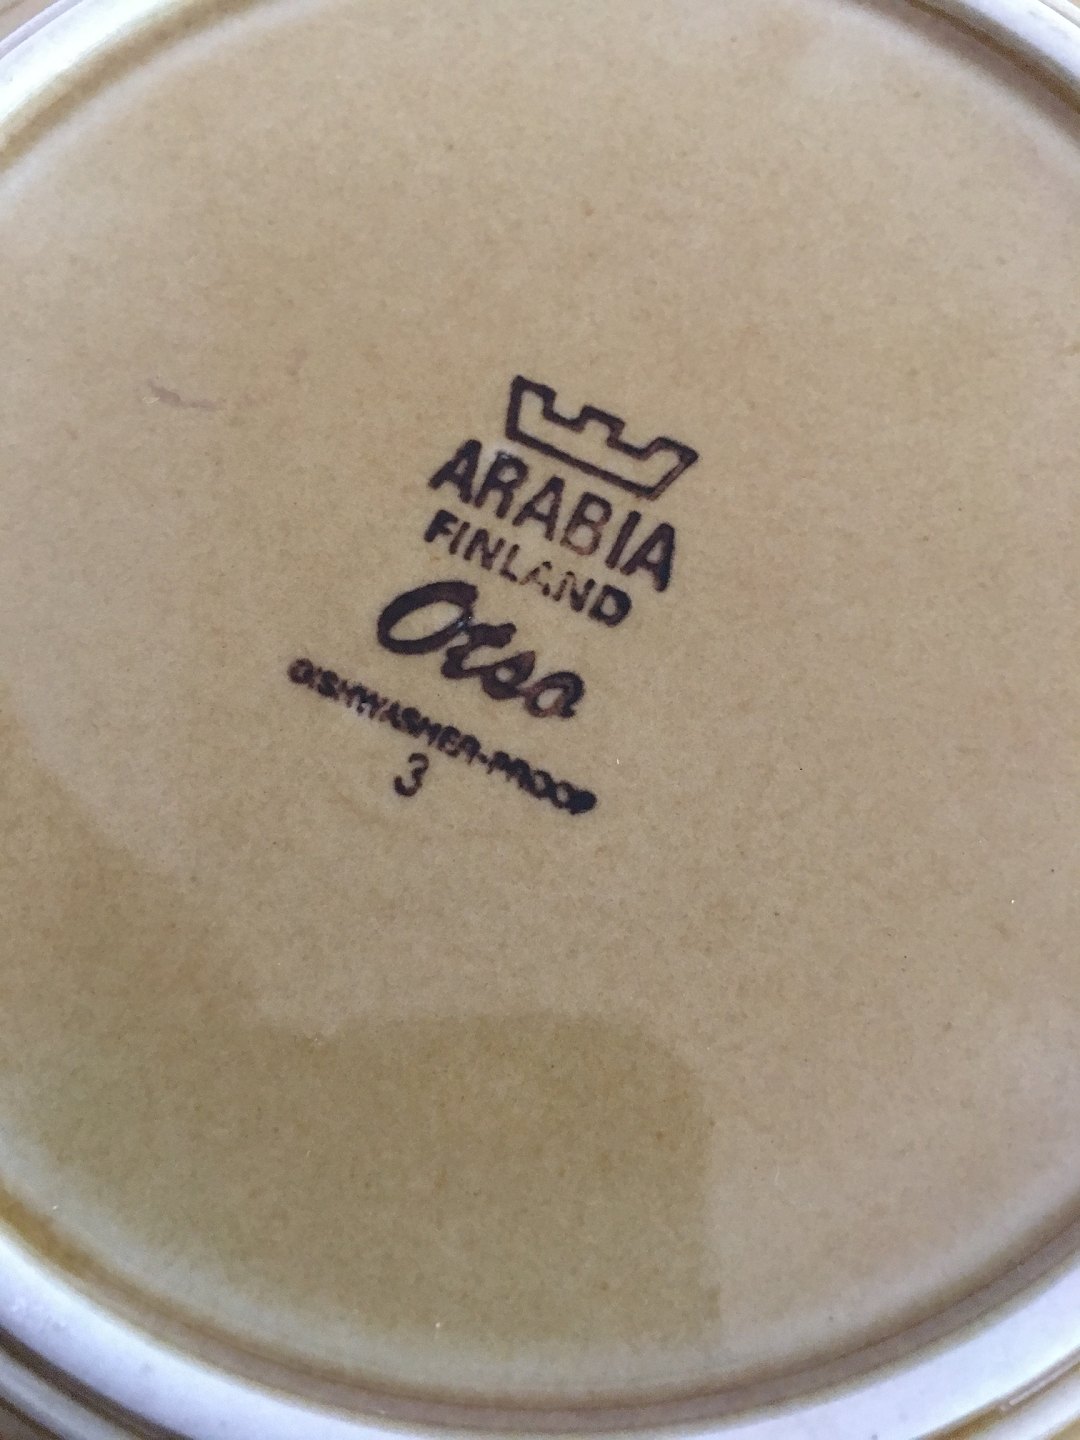 ARABIA
FINLAND
Orsa
DISHWASHER-PROOF
3